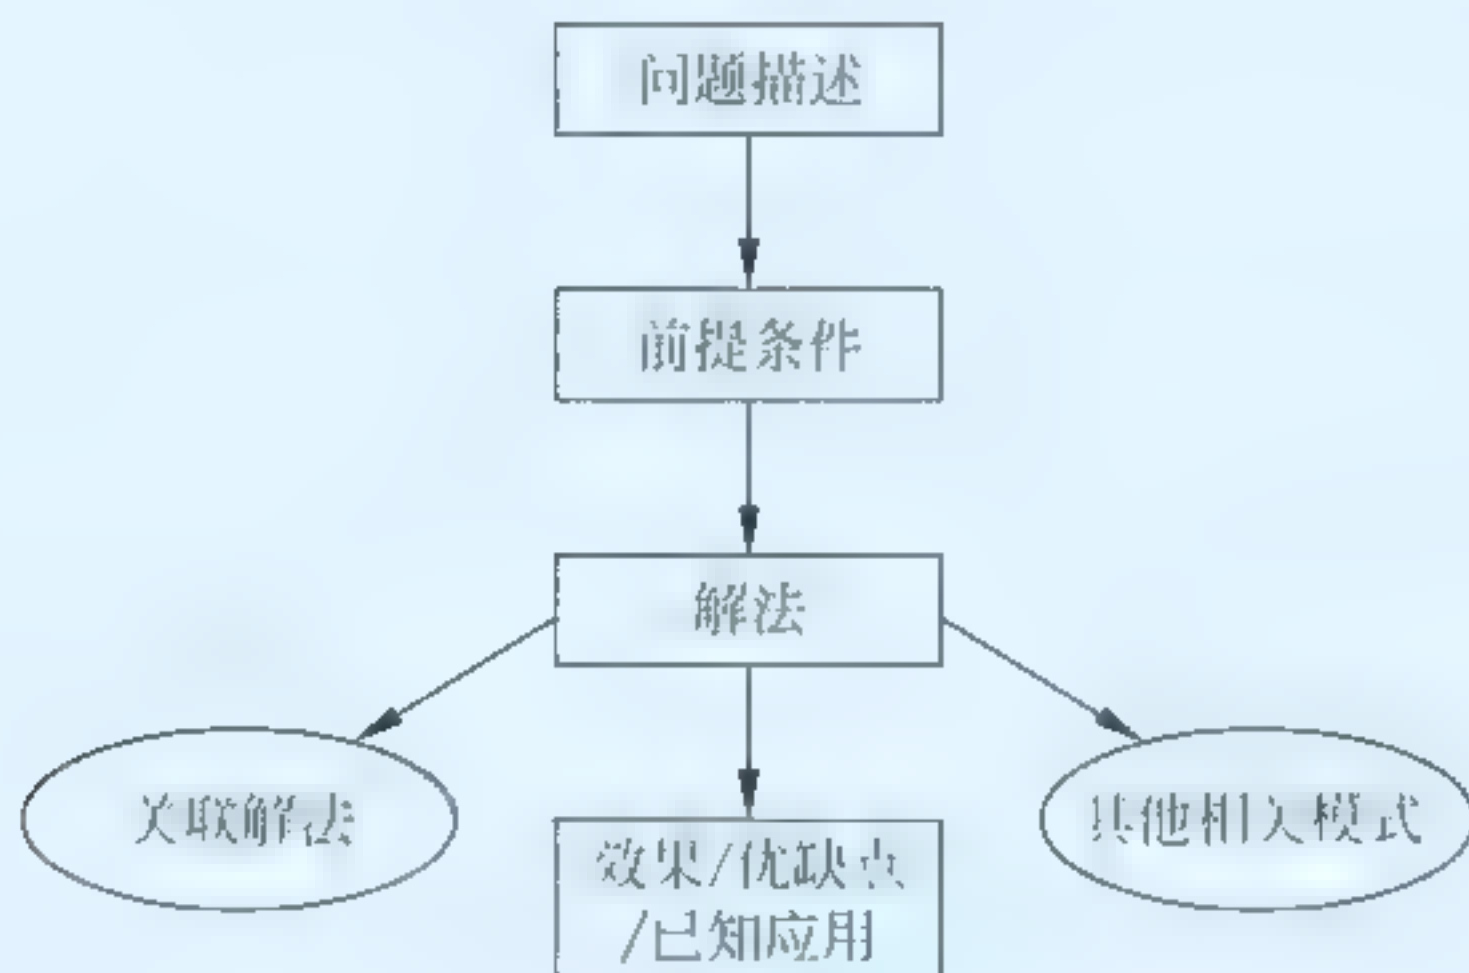 问题描述
前提条件
解法
关联解法
效果/优缺点
/已知应用
其他相关模式